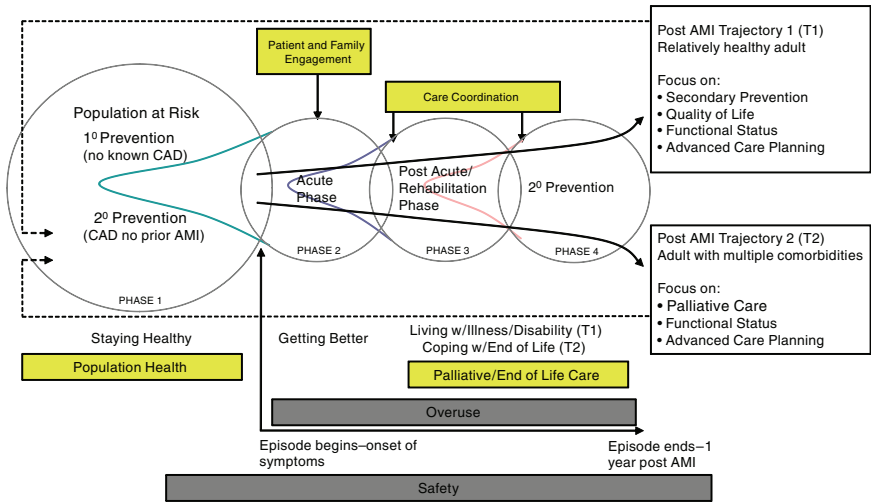 Patient and Family
Engagement
Care Coordination
Post AMI Trajectory 1 (T1)
Relatively healthy adult
Focus on:
• Secondary Prevention
• Quality of Life
• Functional Status
• Advanced Care Planning
Population at Risk
1⁰ Prevention
(no known CAD)
2⁰ Prevention
(CAD no prior AMI)
PHASE 1
Acute
Phase
PHASE 2
Post Acute/
Rehabilitation
Phase
PHASE 3
2⁰ Prevention
PHASE 4
Post AMI Trajectory 2 (T2)
Adult with multiple comorbidities
Focus on:
• Palliative Care
• Functional Status
• Advanced Care Planning
Staying Healthy
Getting Better
Living w/Illness/Disability (T1)
Coping w/End of Life (T2)
Population Health
Palliative/End of Life Care
Overuse
Episode begins–onset of
symptoms
Episode ends–1
year post AMI
Safety